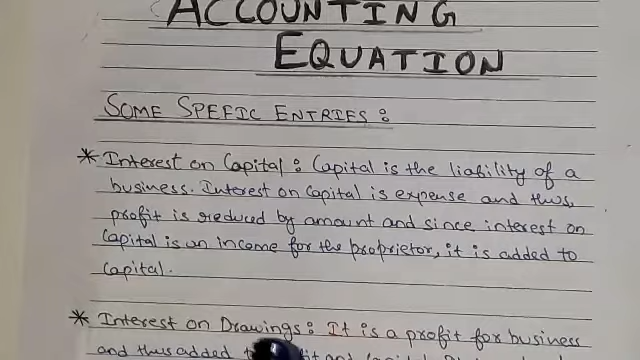 ACCOUNTING
EQUATION
SOME SPEFIC ENTRIES :
* Interest on Capital : Capital is the liability of a
business. Interest on Capital is expense and thus,
profit is reduced by amount and since interest on
Capital is an income for the proprietor, it is added to
Capital.
* Interest on Drawings : It is a profit for business
and thus added